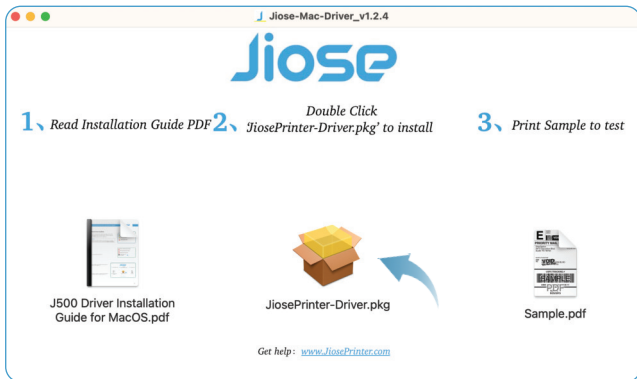 Jiose-Mac-Driver_v1.2.4
Jiose
1、Read Installation Guide PDF
2、Double Click
'JiosePrinter-Driver.pkg' to install
3、Print Sample to test
J500 Driver Installation
Guide for MacOS.pdf
JiosePrinter-Driver.pkg
Sample.pdf
Get help: www.JiosePrinter.com